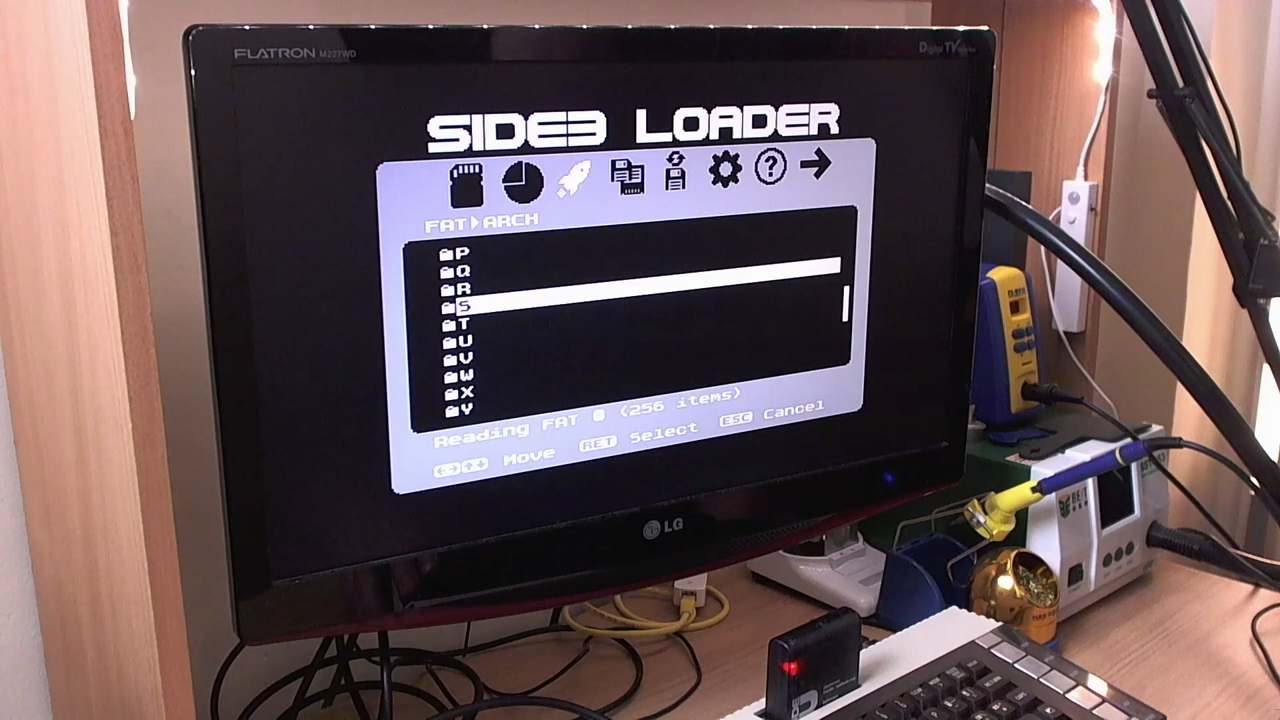 FLATRON M227WD
Digital TV
SIDE3 LOADER
FAT▶ARCH
P
Q
R
S
T
U
V
W
X
Y
Reading FAT 0 (256 items)
Move RET Select ESC Cancel
LG